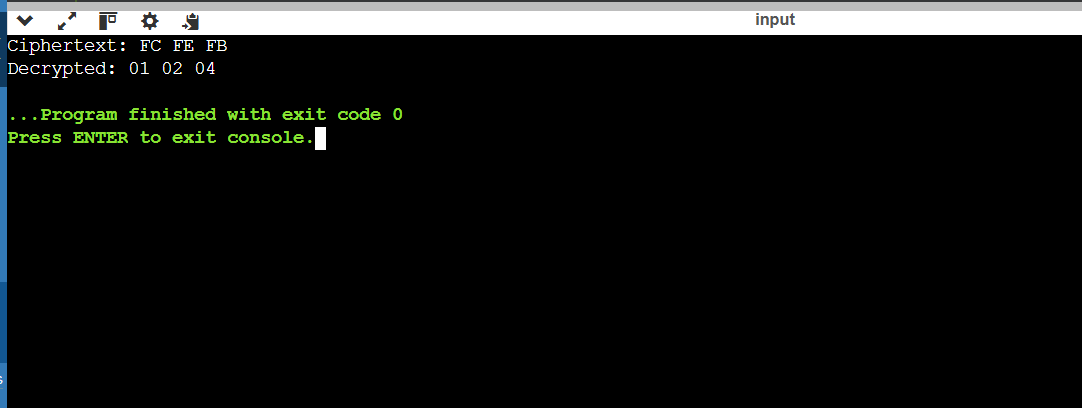 input
Ciphertext: FC FE FB
Decrypted: 01 02 04
...Program finished with exit code 0
Press ENTER to exit console.
s